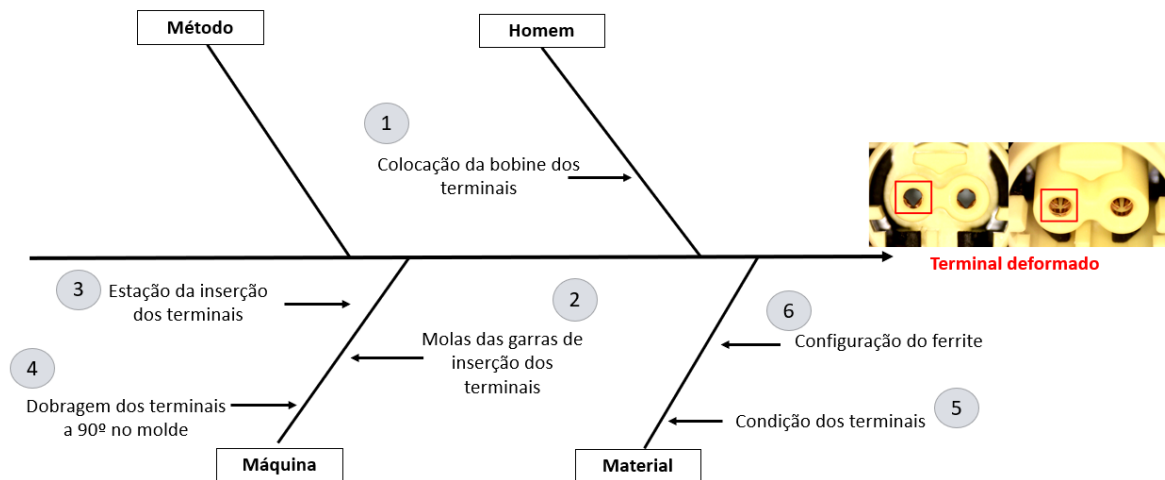 Método
Homem
1
Colocação da bobine dos
terminais
Terminal deformado
3
Estação da inserção
dos terminais
2
Molas das garras de
inserção dos
terminais
6
Configuração do ferrite
4
Dobragem dos terminais
a 90º no molde
5
Condição dos terminais
Máquina
Material